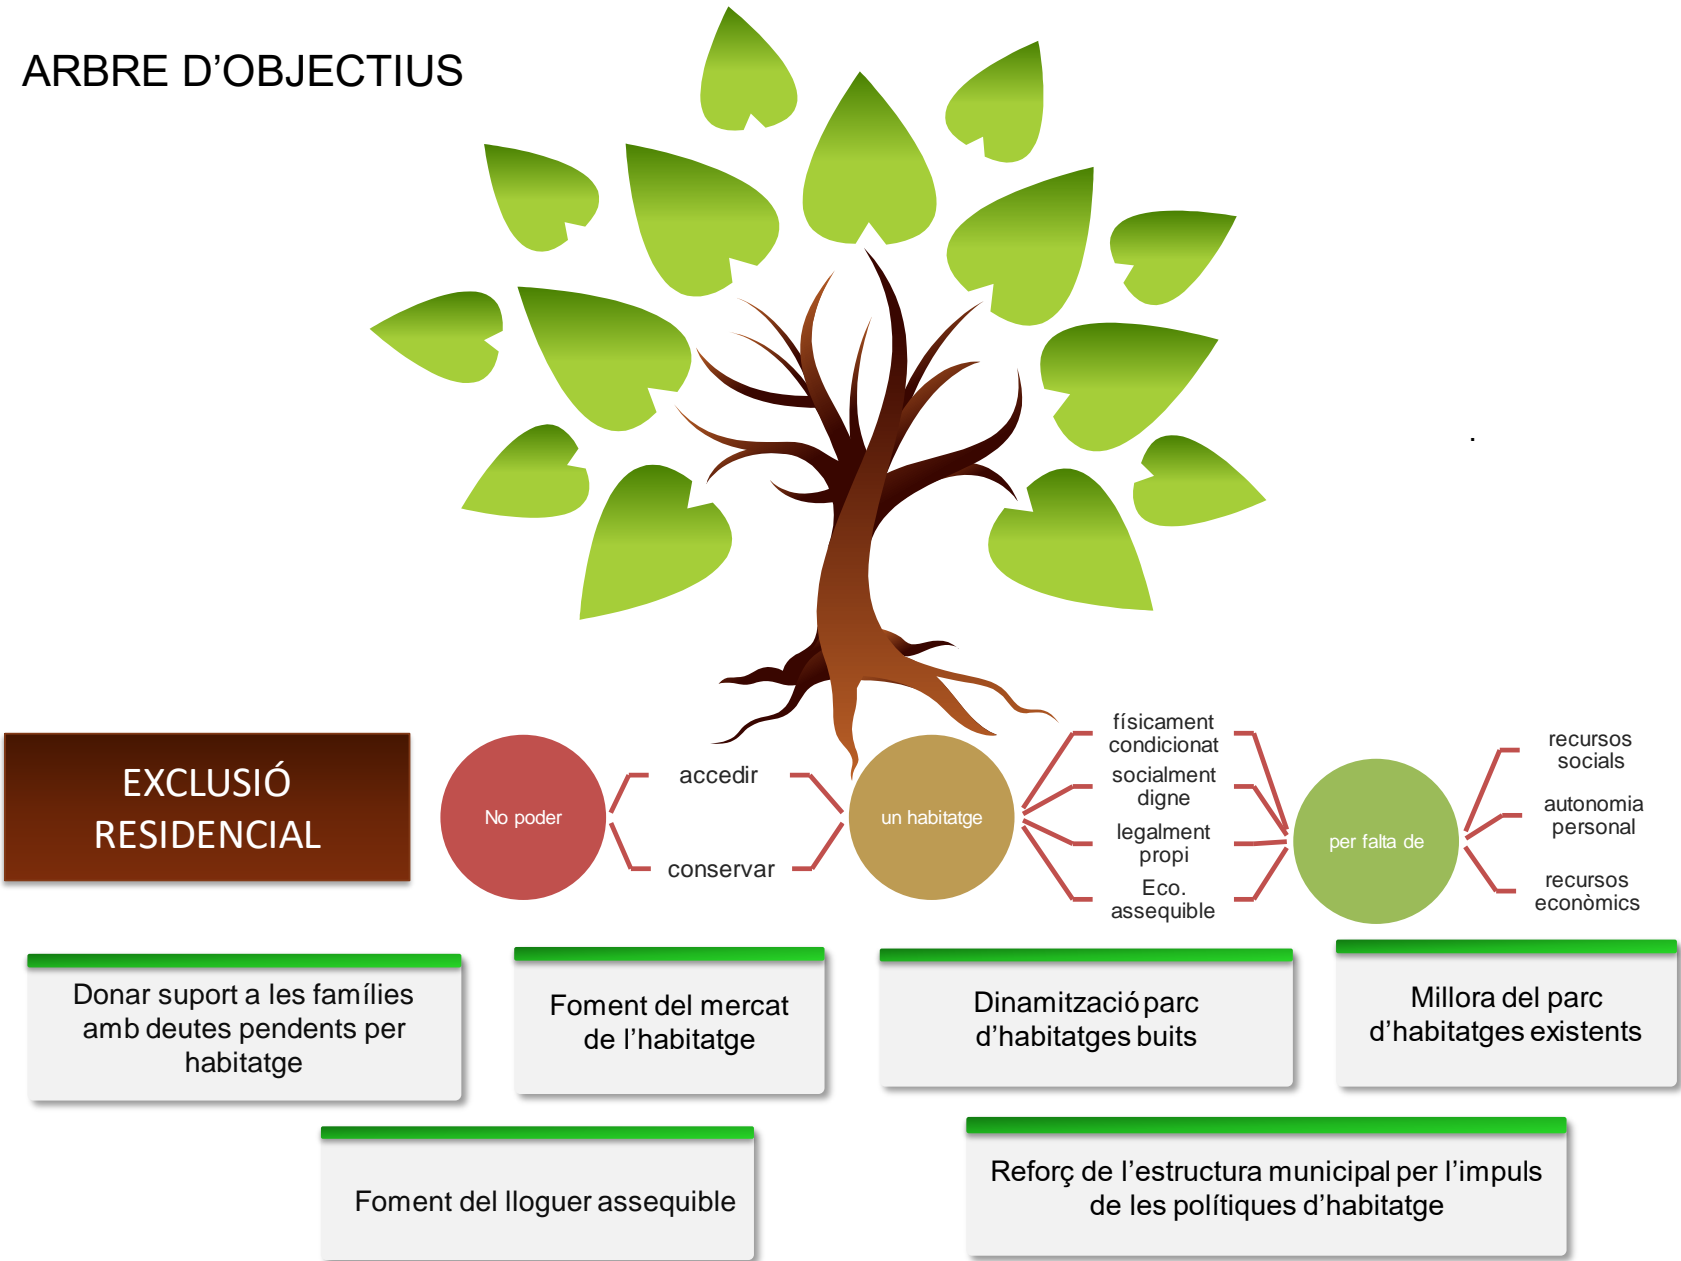 ARBRE D’OBJECTIUS
.
EXCLUSIÓ
RESIDENCIAL
No poder
accedir
conservar
un habitatge
físicament
condicionat
socialment
digne
legalment
propi
Eco.
assequible
per falta de
recursos
socials
autonomia
personal
recursos
econòmics
Donar suport a les famílies
amb deutes pendents per
habitatge
Foment del mercat
de l’habitatge
Dinamització parc
d’habitatges buits
Millora del parc
d’habitatges existents
Foment del lloguer assequible
Reforç de l’estructura municipal per l’impuls
de les polítiques d’habitatge